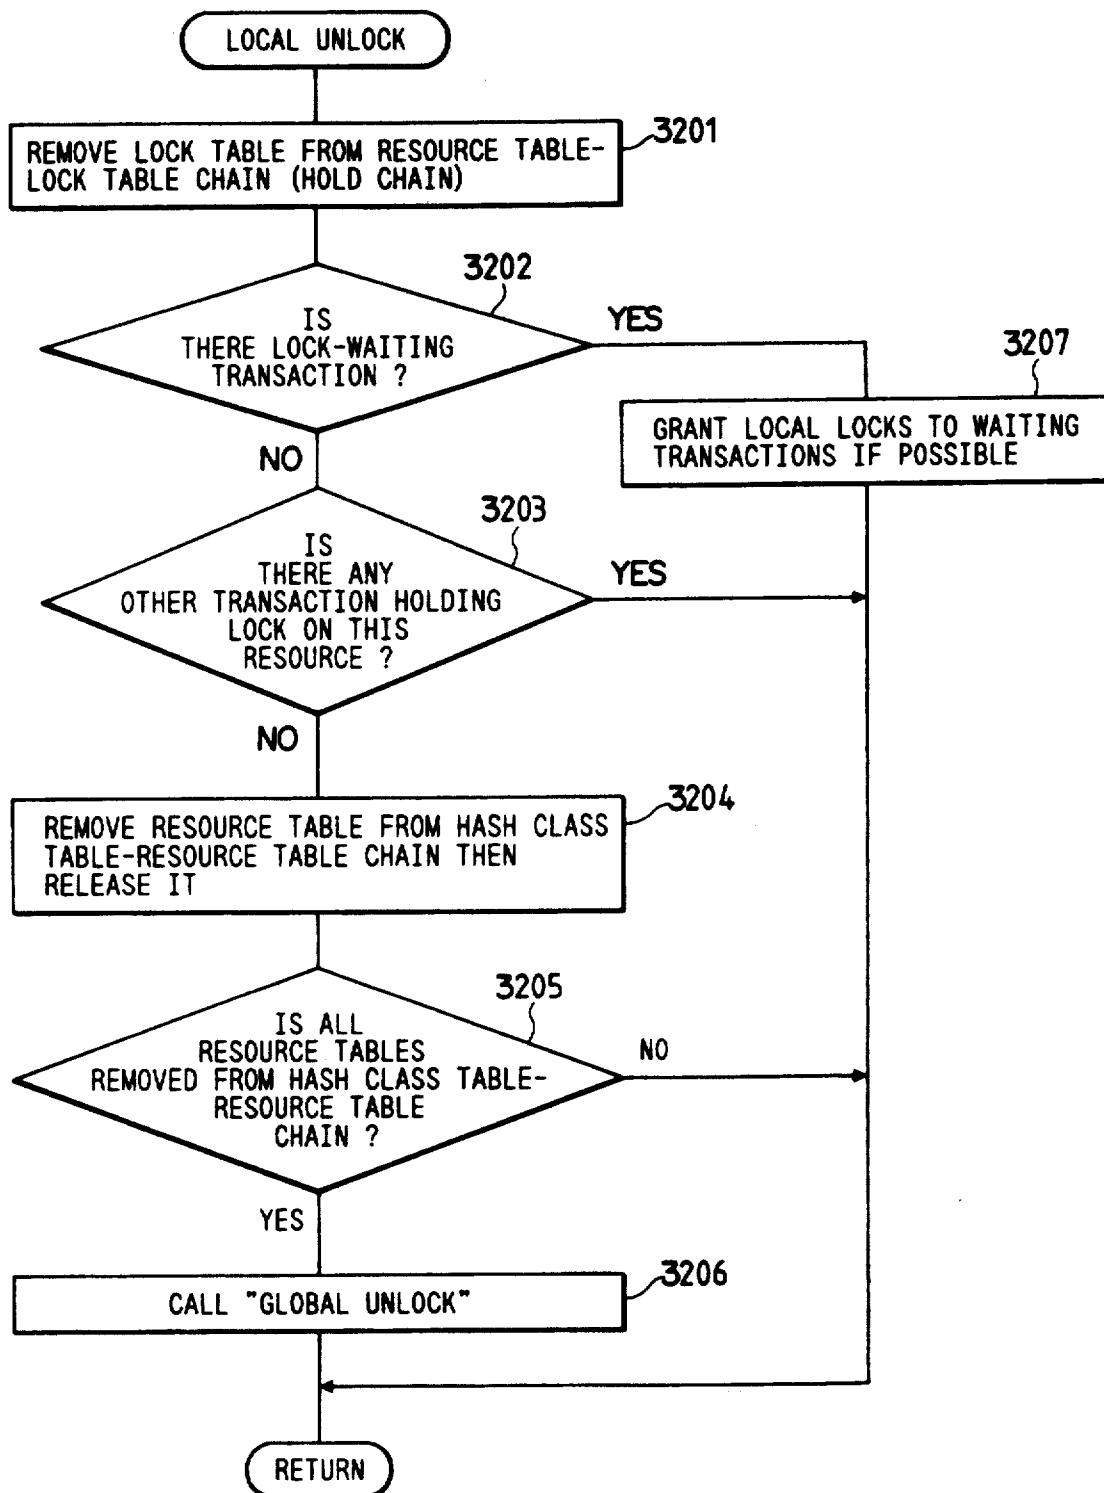 LOCAL UNLOCK
3201
REMOVE LOCK TABLE FROM RESOURCE TABLE-
LOCK TABLE CHAIN (HOLD CHAIN)
3202
IS
THERE LOCK-WAITING
TRANSACTION ?
YES
NO
3207
GRANT LOCAL LOCKS TO WAITING
TRANSACTIONS IF POSSIBLE
3203
IS
THERE ANY
OTHER TRANSACTION HOLDING
LOCK ON THIS
RESOURCE ?
YES
NO
3204
REMOVE RESOURCE TABLE FROM HASH CLASS
TABLE-RESOURCE TABLE CHAIN THEN
RELEASE IT
3205
IS ALL
RESOURCE TABLES
REMOVED FROM HASH CLASS TABLE-
RESOURCE TABLE
CHAIN ?
NO
YES
3206
CALL "GLOBAL UNLOCK"
RETURN